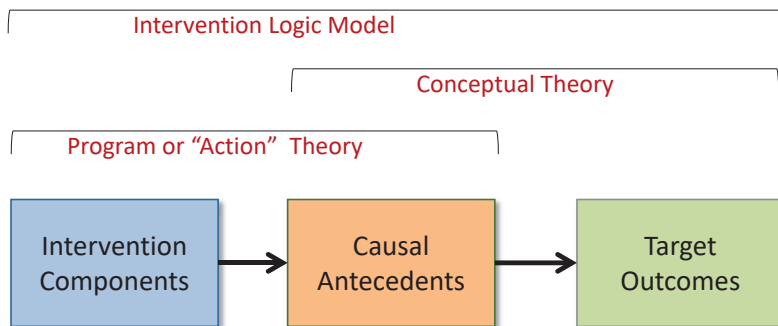 Intervention Logic Model
Conceptual Theory
Program or “Action” Theory
Intervention
Components
Causal
Antecedents
Target
Outcomes